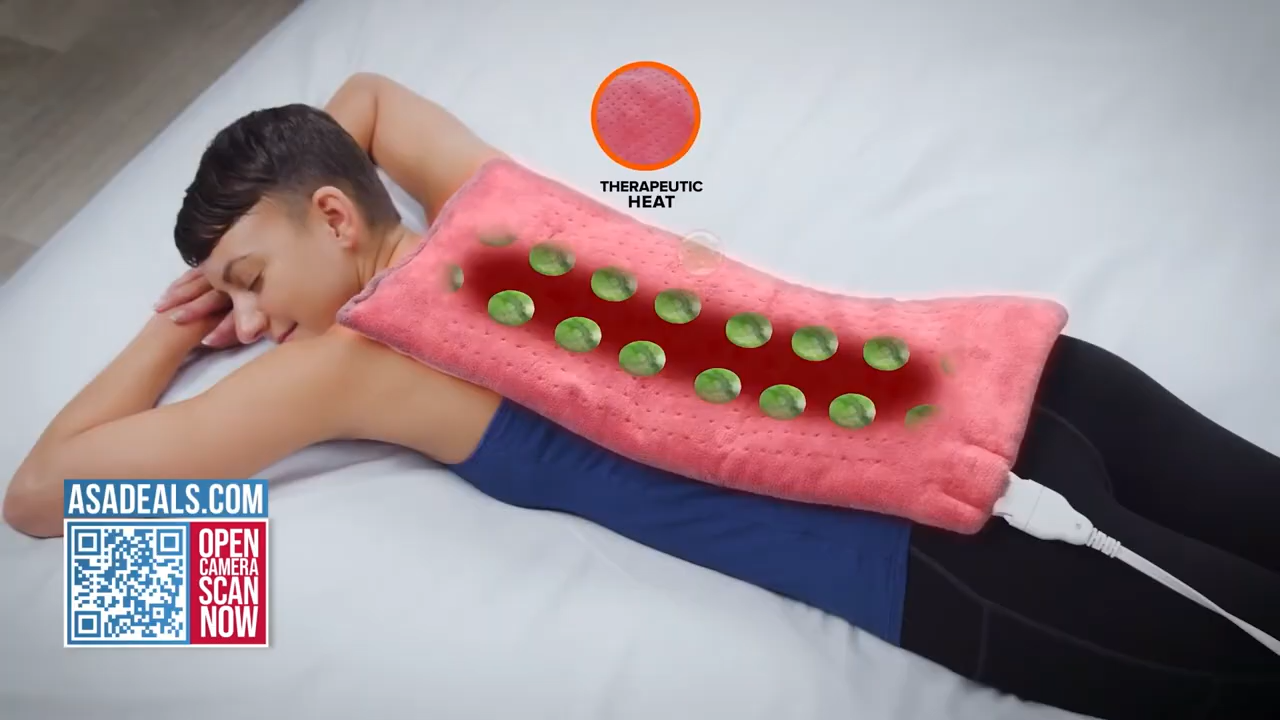 THERAPEUTIC
HEAT
ASADEALS.COM
OPEN
CAMERA
SCAN
NOW